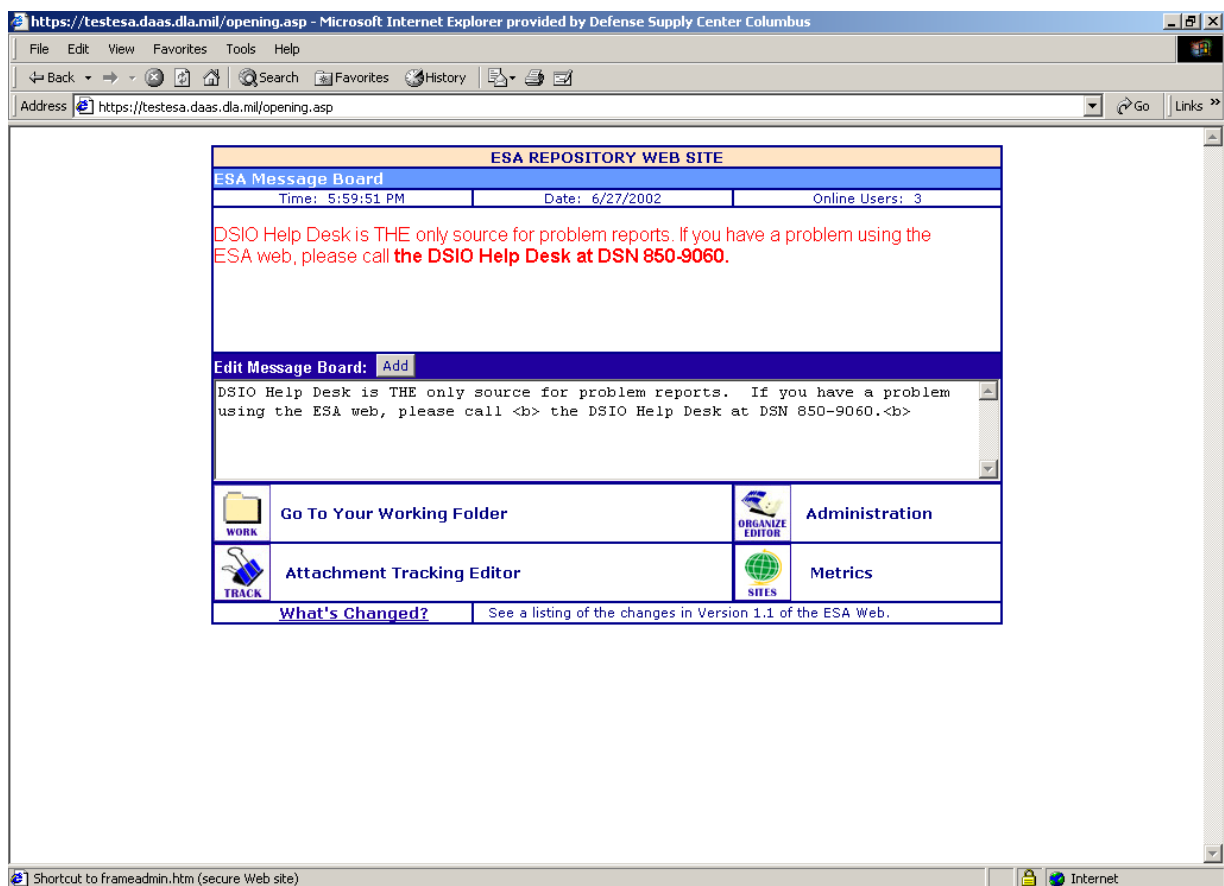 https://testesa.daas.dla.mil/opening.asp - Microsoft Internet Explorer provided by Defense Supply Center Columbus
File Edit View Favorites Tools Help
Back Search Favorites History
Address https://testesa.daas.dla.mil/opening.asp Go Links »
ESA REPOSITORY WEB SITE
ESA Message Board
Time: 5:59:51 PM Date: 6/27/2002 Online Users: 3
DSIO Help Desk is THE only source for problem reports. If you have a problem using the
ESA web, please call the DSIO Help Desk at DSN 850-9060.
Edit Message Board: Add
DSIO Help Desk is THE only source for problem reports.  If you have a problem
using the ESA web, please call <b> the DSIO Help Desk at DSN 850-9060.<b>
WORK Go To Your Working Folder ORGANIZE EDITOR Administration
TRACK Attachment Tracking Editor SITES Metrics
What's Changed? See a listing of the changes in Version 1.1 of the ESA Web.
Shortcut to frameadmin.htm (secure Web site) Internet